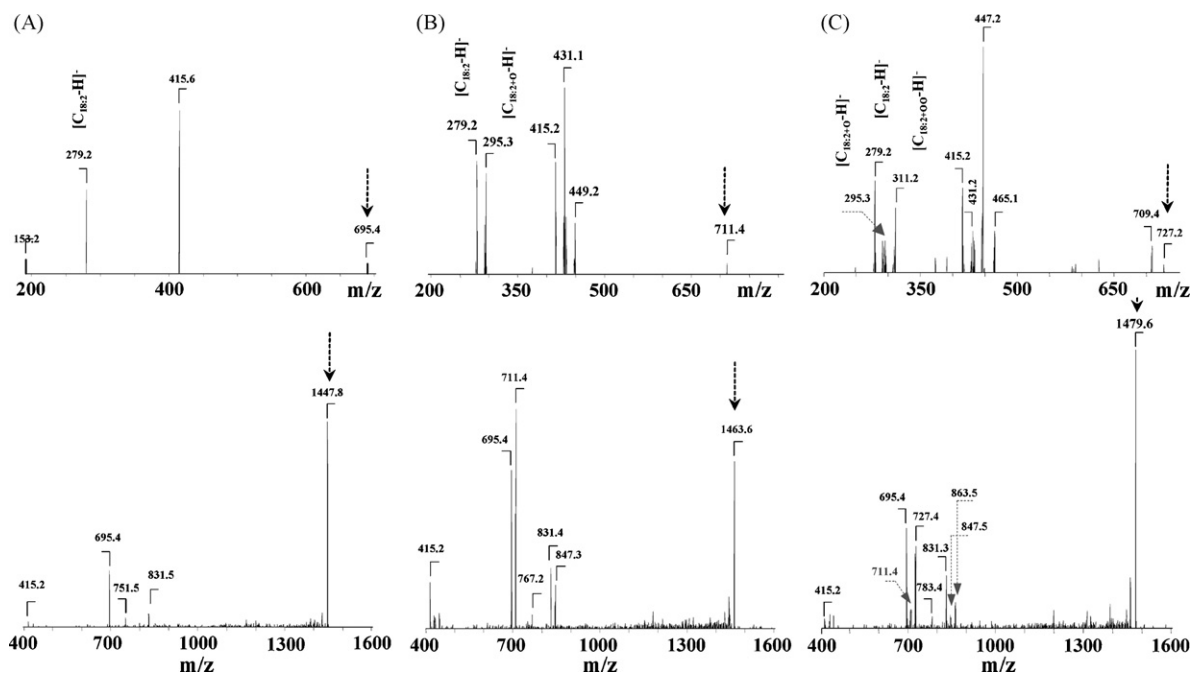 (A)
[C18:2-H]-
415.6
279.2
153.2
695.4
200 400 600 m/z
1447.8
695.4
415.2
751.5
831.5
400 700 1000 1300 1600
m/z
(B)
[C18:2-H]-
[C18:2+O-H]-
431.1
279.2
295.3
415.2
449.2
711.4
200 350 500 650 m/z
711.4
695.4
1463.6
415.2
831.4
847.3
767.2
400 700 1000 1300 1600
m/z
(C)
447.2
[C18:2+O-H]-
[C18:2-H]-
[C18:2+OO-H]-
279.2
415.2
311.2
431.2
295.3
465.1
709.4
727.2
200 350 500 650 m/z
1479.6
695.4
727.4
863.5
847.5
831.3
711.4
783.4
415.2
400 700 1000 1300 1600
m/z